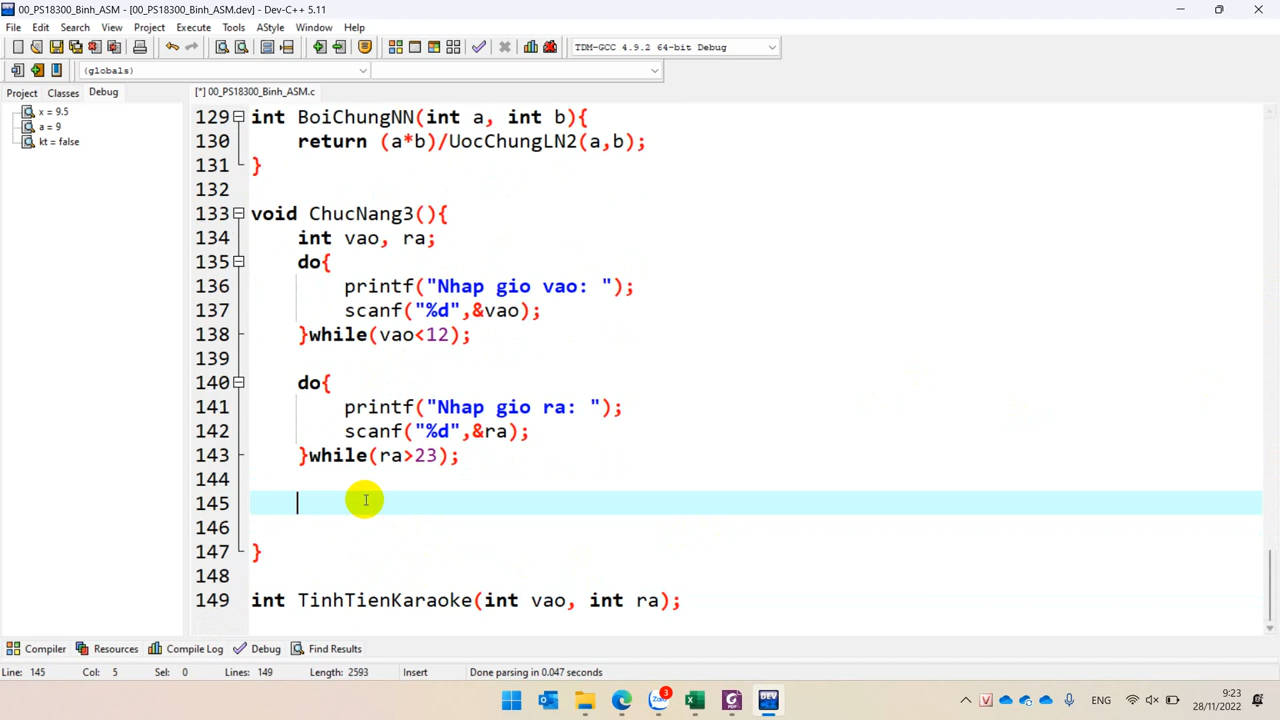 00_PS18300_Binh_ASM - [00_PS18300_Binh_ASM.dev] - Dev-C++ 5.11
File Edit Search View Project Execute Tools AStyle Window Help
TDM-GCC 4.9.2 64-bit Debug
(globals)
Project Classes Debug
[*] 00_PS18300_Binh_ASM.c
x = 9.5
a = 9
kt = false
129 int BoiChungNN(int a, int b){
130 return (a*b)/UocChungLN2(a,b);
131 }
132
133 void ChucNang3(){
134 int vao, ra;
135 do{
136 printf("Nhap gio vao: ");
137 scanf("%d",&vao);
138 }while(vao<12);
139
140 do{
141 printf("Nhap gio ra: ");
142 scanf("%d",&ra);
143 }while(ra>23);
144
145
146
147 }
148
149 int TinhTienKaraoke(int vao, int ra);
Compiler Resources Compile Log Debug Find Results
Line: 145 Col: 5 Sel: 0 Lines: 149 Length: 2593 Insert Done parsing in 0.047 seconds
3
PDF
DEV
V
ENG
9:23
28/11/2022